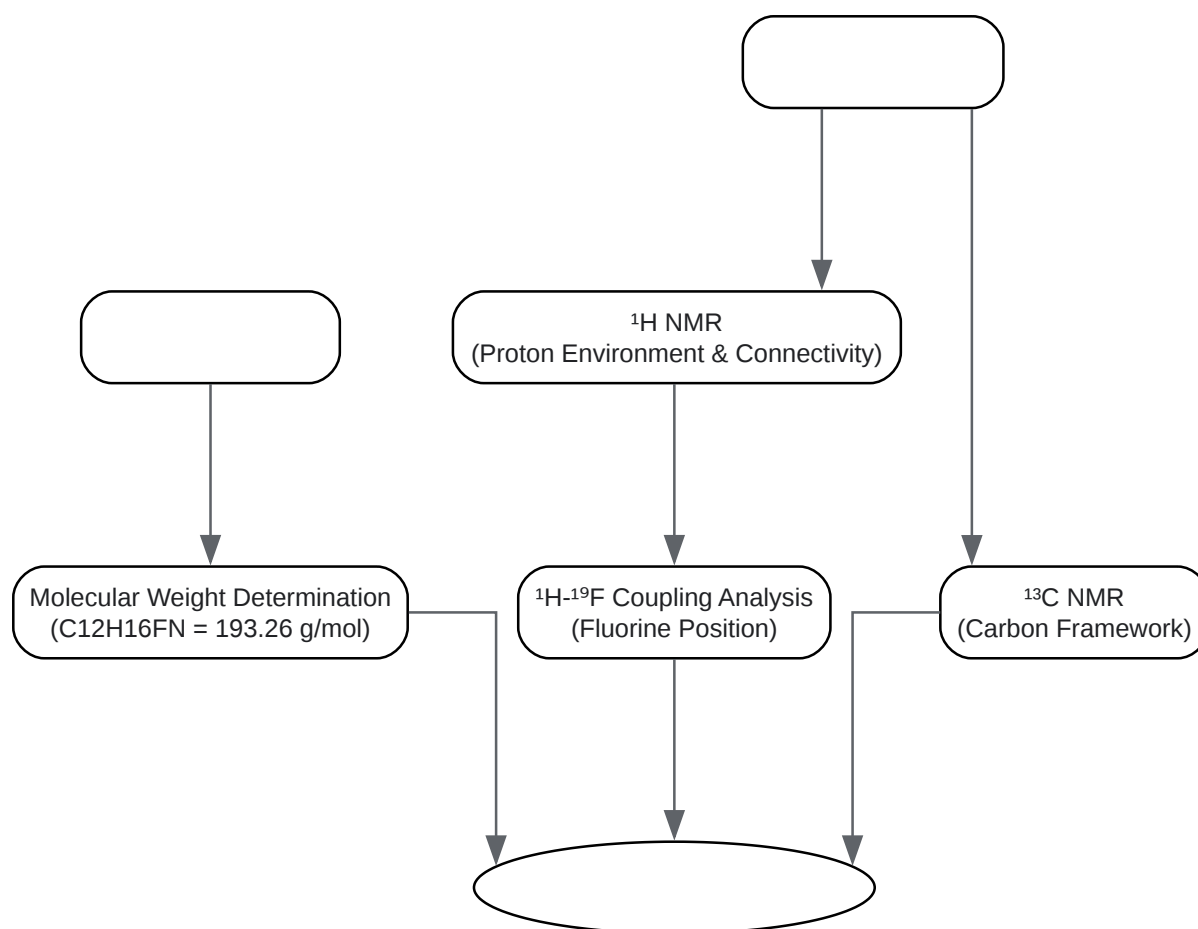 ¹H NMR
(Proton Environment & Connectivity)
Molecular Weight Determination
(C12H16FN = 193.26 g/mol)
¹H-¹⁹F Coupling Analysis
(Fluorine Position)
¹³C NMR
(Carbon Framework)